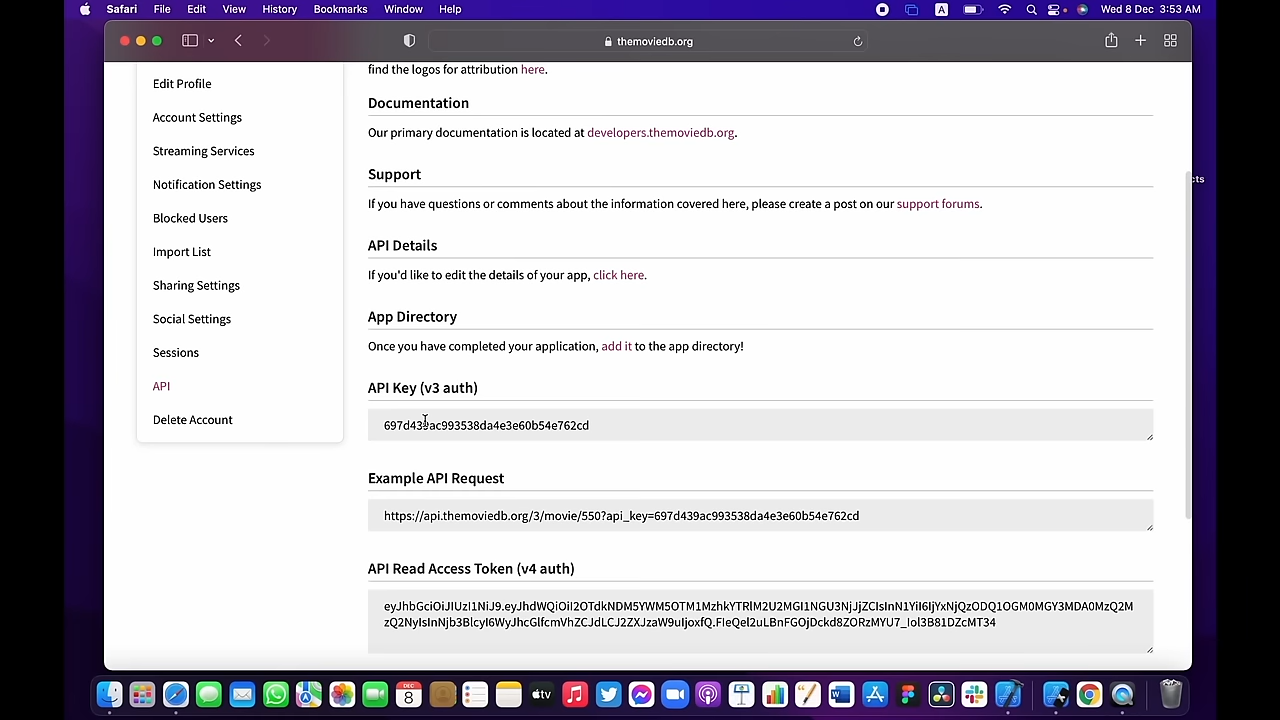 Safari File Edit View History Bookmarks Window Help A Wed 8 Dec 3:53 AM
themoviedb.org
find the logos for attribution here.
Edit Profile
Documentation
Account Settings
Our primary documentation is located at developers.themoviedb.org.
Streaming Services
Support
Notification Settings
If you have questions or comments about the information covered here, please create a post on our support forums.
Blocked Users
API Details
Import List
If you'd like to edit the details of your app, click here.
Sharing Settings
App Directory
Social Settings
Once you have completed your application, add it to the app directory!
Sessions
API
API Key (v3 auth)
Delete Account
697d439ac993538da4e3e60b54e762cd
Example API Request
https://api.themoviedb.org/3/movie/550?api_key=697d439ac993538da4e3e60b54e762cd
API Read Access Token (v4 auth)
cts
DEC
8
tv